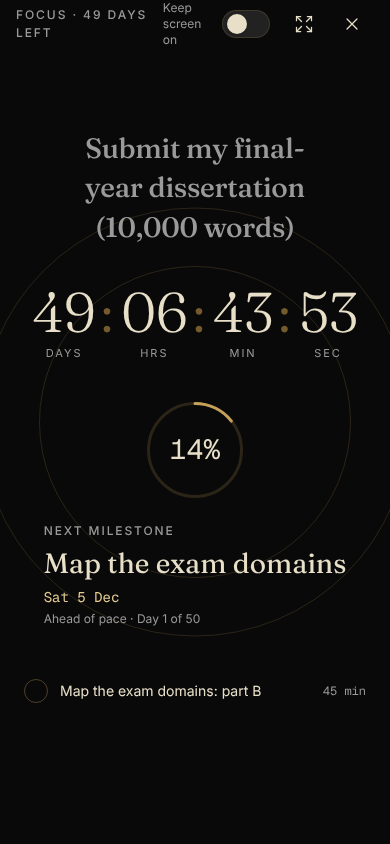 FOCUS · 49 DAYS LEFT
Keep screen on
Submit my final-
year dissertation
(10,000 words)
49:06:43:53
DAYS HRS MIN SEC
14%
NEXT MILESTONE
Map the exam domains
Sat 5 Dec
Ahead of pace · Day 1 of 50
Map the exam domains: part B 45 min